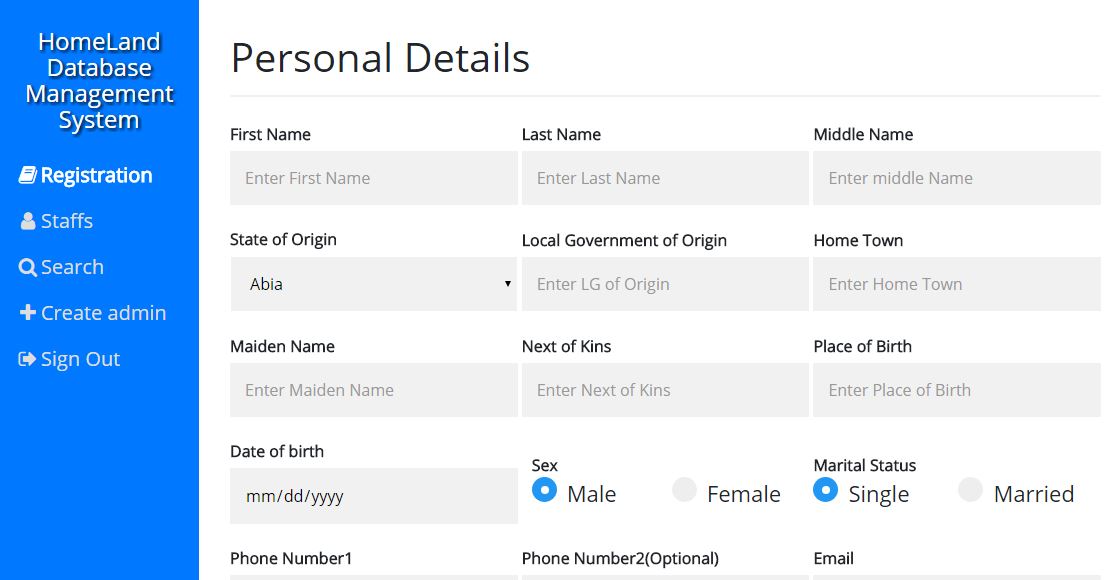 HomeLand
Database
Management
System
Registration
Staffs
Search
Create admin
Sign Out
Personal Details
First Name Last Name Middle Name
Enter First Name Enter Last Name Enter middle Name
State of Origin Local Government of Origin Home Town
Abia Enter LG of Origin Enter Home Town
Maiden Name Next of Kins Place of Birth
Enter Maiden Name Enter Next of Kins Enter Place of Birth
Date of birth Sex Marital Status
mm/dd/yyyy Male Female Single Married
Phone Number1 Phone Number2(Optional) Email